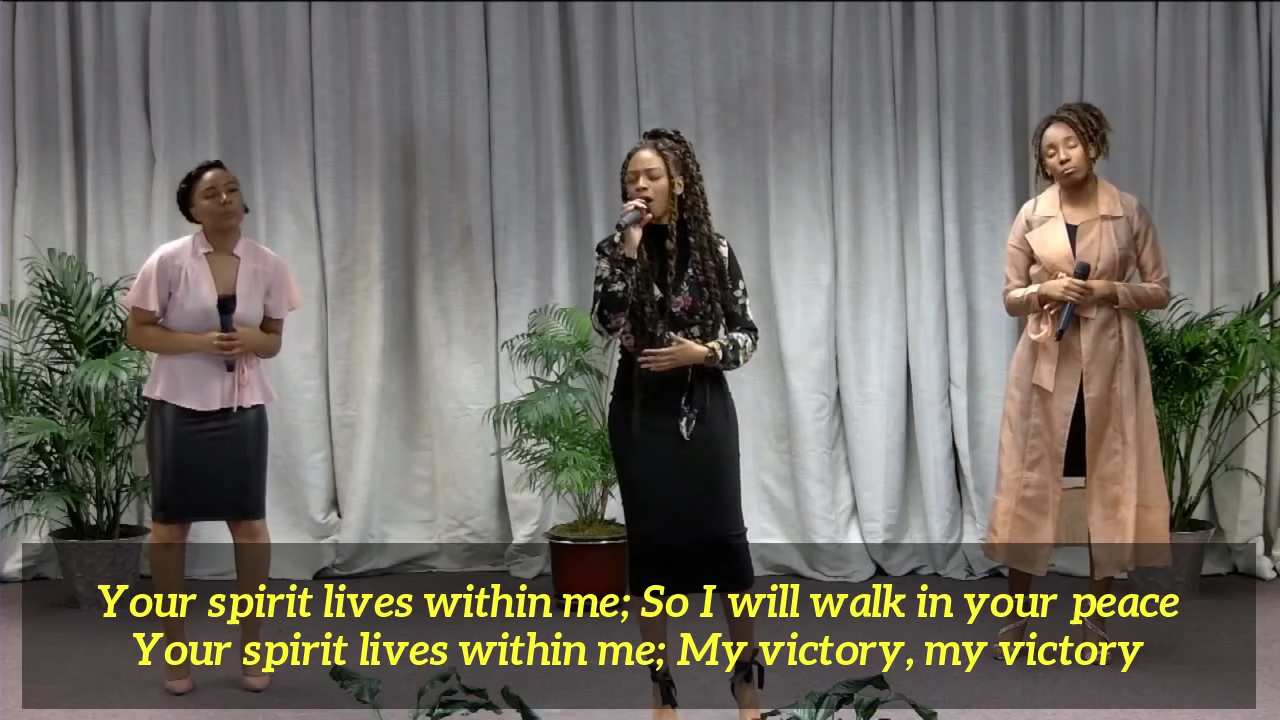 Your spirit lives within me; So I will walk in your peace
Your spirit lives within me; My victory, my victory